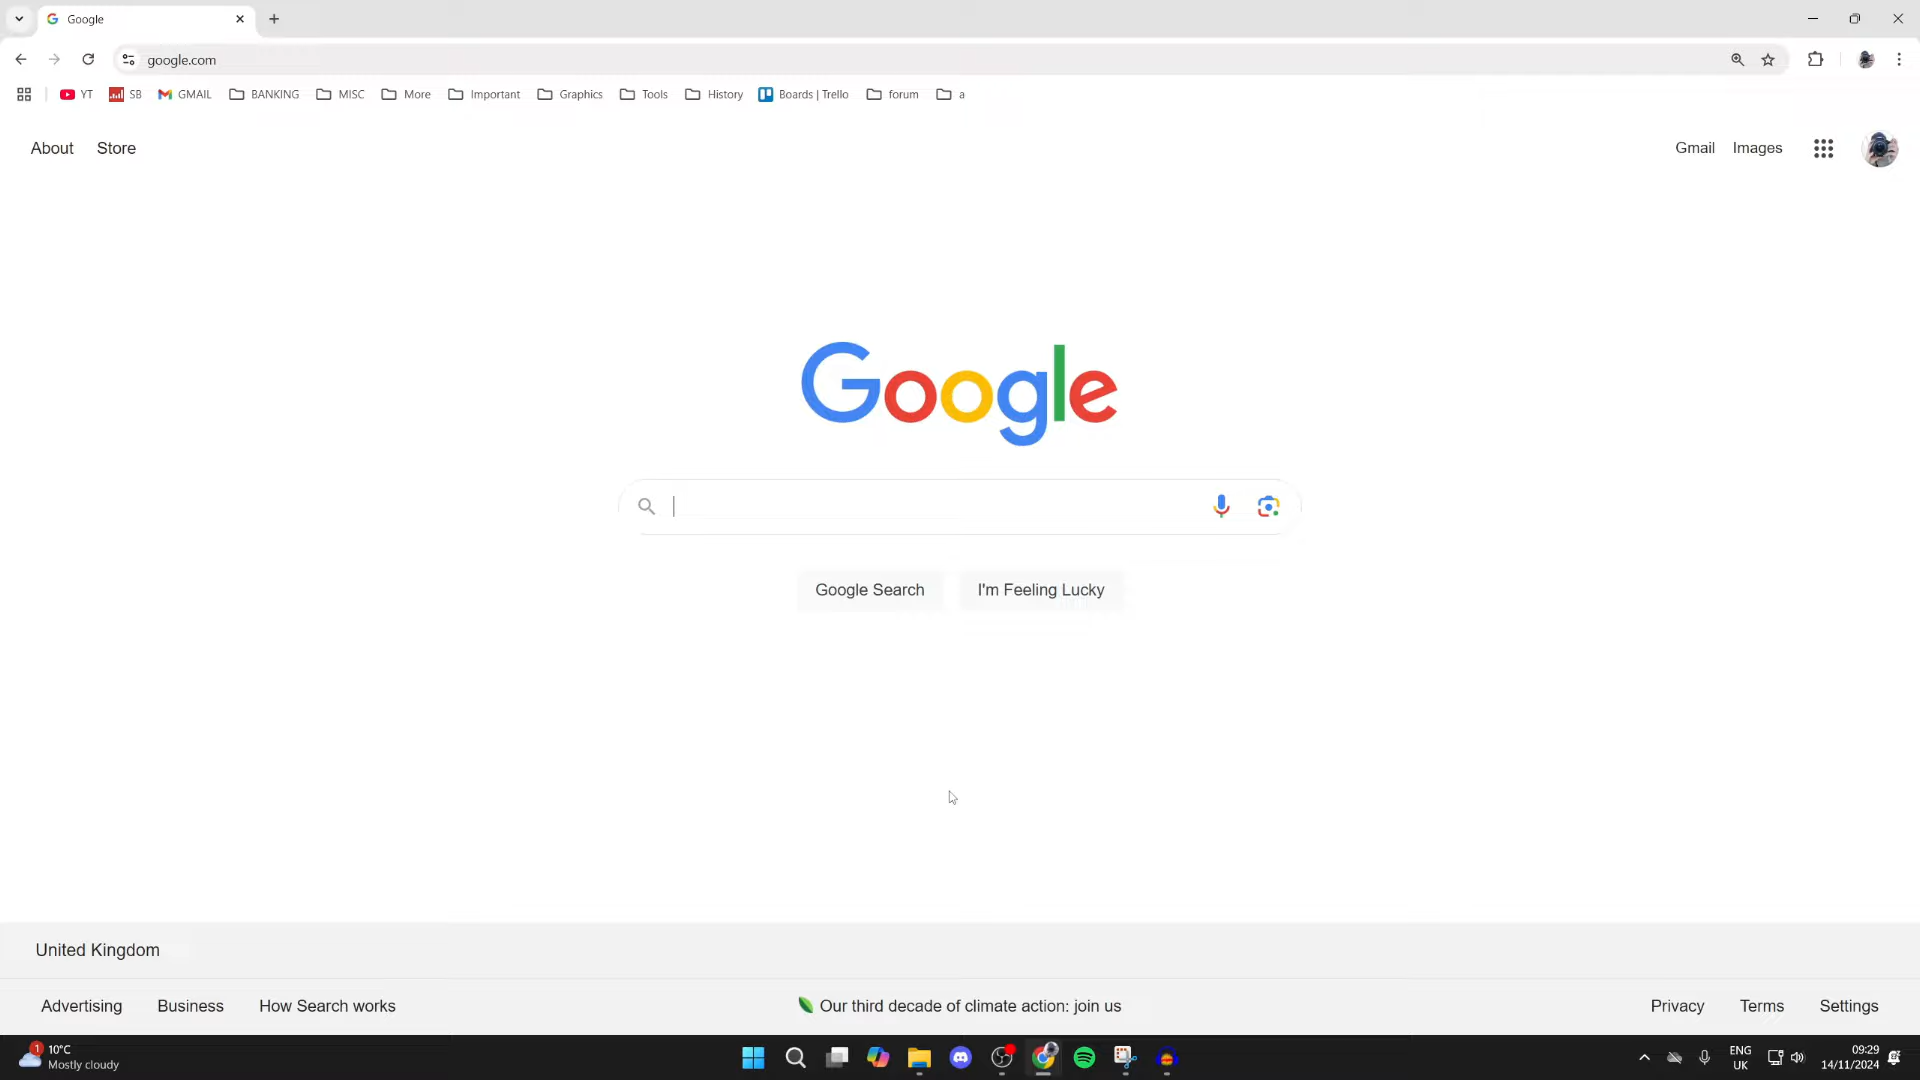 Google
google.com
YT SB GMAIL BANKING MISC More Important Graphics Tools History Boards | Trello forum a
About Store Gmail Images
Google
Google Search I'm Feeling Lucky
United Kingdom
Advertising Business How Search works Our third decade of climate action: join us Privacy Terms Settings
1 10°C
Mostly cloudy
ENG
UK
09:29
14/11/2024